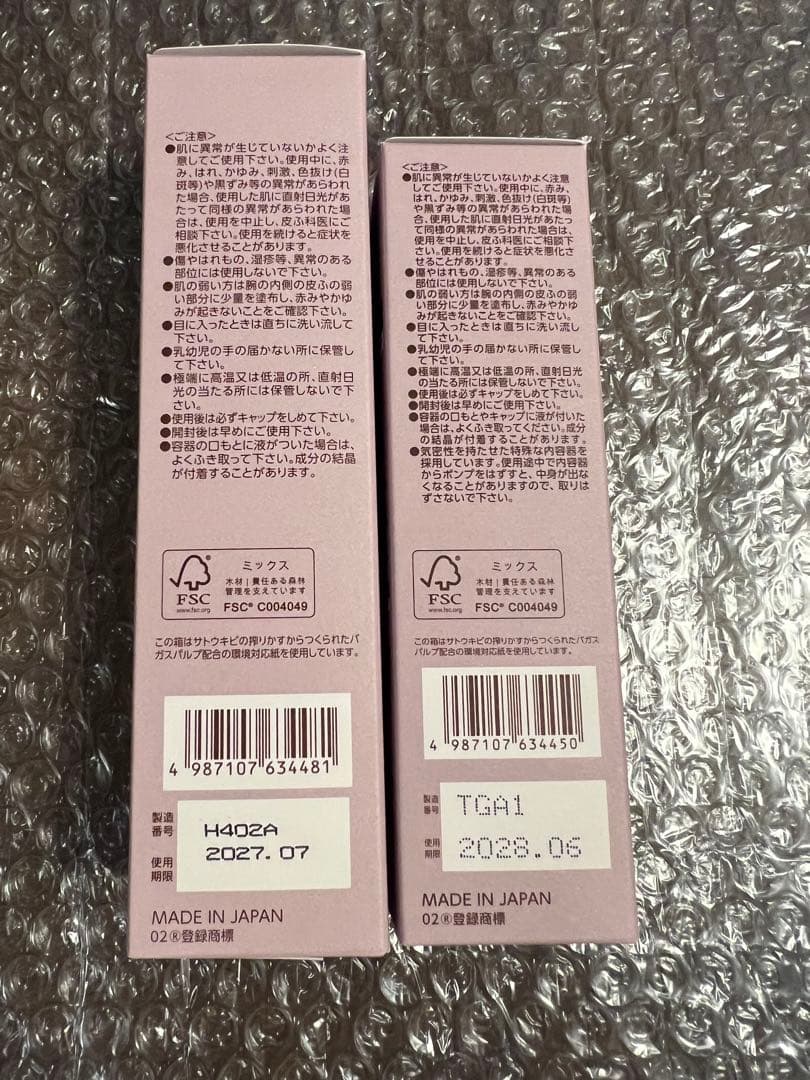 <ご注意>
●肌に異常が生じていないかよく注
意してご使用下さい。使用中に、赤
み、はれ、かゆみ、刺激、色抜け(白
斑等)や黒ずみ等の異常があらわれ
た場合、使用した肌に直射日光があ
たって同様の異常があらわれた場
合は、使用を中止し、皮ふ科医にご
相談下さい。使用を続けると症状を
悪化させることがあります。
●傷やはれもの、湿疹等、異常のある
部位には使用しないで下さい。
●肌の弱い方は腕の内側の皮ふの弱
い部分に少量を塗布し、赤みやかゆ
みが起きないことをご確認下さい。
●目に入ったときは直ちに洗い流して
下さい。
●乳幼児の手の届かない所に保管し
て下さい。
●極端に高温又は低温の所、直射日
光の当たる所には保管しないで下
さい。
●使用後は必ずキャップをしめて下さい。
●開封後は早めにご使用下さい。
●容器の口もとに液がついた場合は、
よくふき取って下さい。成分の結晶
が付着することがあります。
FSC
www.fsc.org
ミックス
木材|責任ある森林
管理を支えています
FSC® C004049
この箱はサトウキビの搾りかすからつくられたバ
ガスパルプ配合の環境対応紙を使用しています。
4 987107 634481
製造
番号
H402A
使用
期限
2027.07
MADE IN JAPAN
02®登録商標
<ご注意>
●肌に異常が生じていないかよく注意
してご使用下さい。使用中に、赤み、
はれ、かゆみ、刺激、色抜け(白斑等)
や黒ずみ等の異常があらわれた場
合、使用した肌に直射日光があたっ
て同様の異常があらわれた場合は、
使用を中止し、皮ふ科医にご相談下
さい。使用を続けると症状を悪化さ
せることがあります。
●傷やはれもの、湿疹等、異常のある
部位には使用しないで下さい。
●肌の弱い方は腕の内側の皮ふの弱
い部分に少量を塗布し、赤みやかゆ
みが起きないことをご確認下さい。
●目に入ったときは直ちに洗い流し
て下さい。
●乳幼児の手の届かない所に保管し
て下さい。
●極端に高温又は低温の所、直射日光
の当たる所には保管しないで下さい。
●使用後は必ずキャップをしめて下さい。
●開封後は早めにご使用下さい。
●容器の口もとやキャップに液が付いた
場合は、よくふき取ってください。成分
の結晶が付着することがあります。
●気密性を持たせた特殊な内容器を
採用しています。使用途中で内容器
からポンプをはずすと、中身が出な
くなることがありますので、取りは
ずさないで下さい。
FSC
www.fsc.org
ミックス
木材|責任ある森林
管理を支えています
FSC® C004049
この箱はサトウキビの搾りかすからつくられたバガス
パルプ配合の環境対応紙を使用しています。
4 987107 634450
製造
番号
TGA1
使用
期限
2028.06
MADE IN JAPAN
02®登録商標